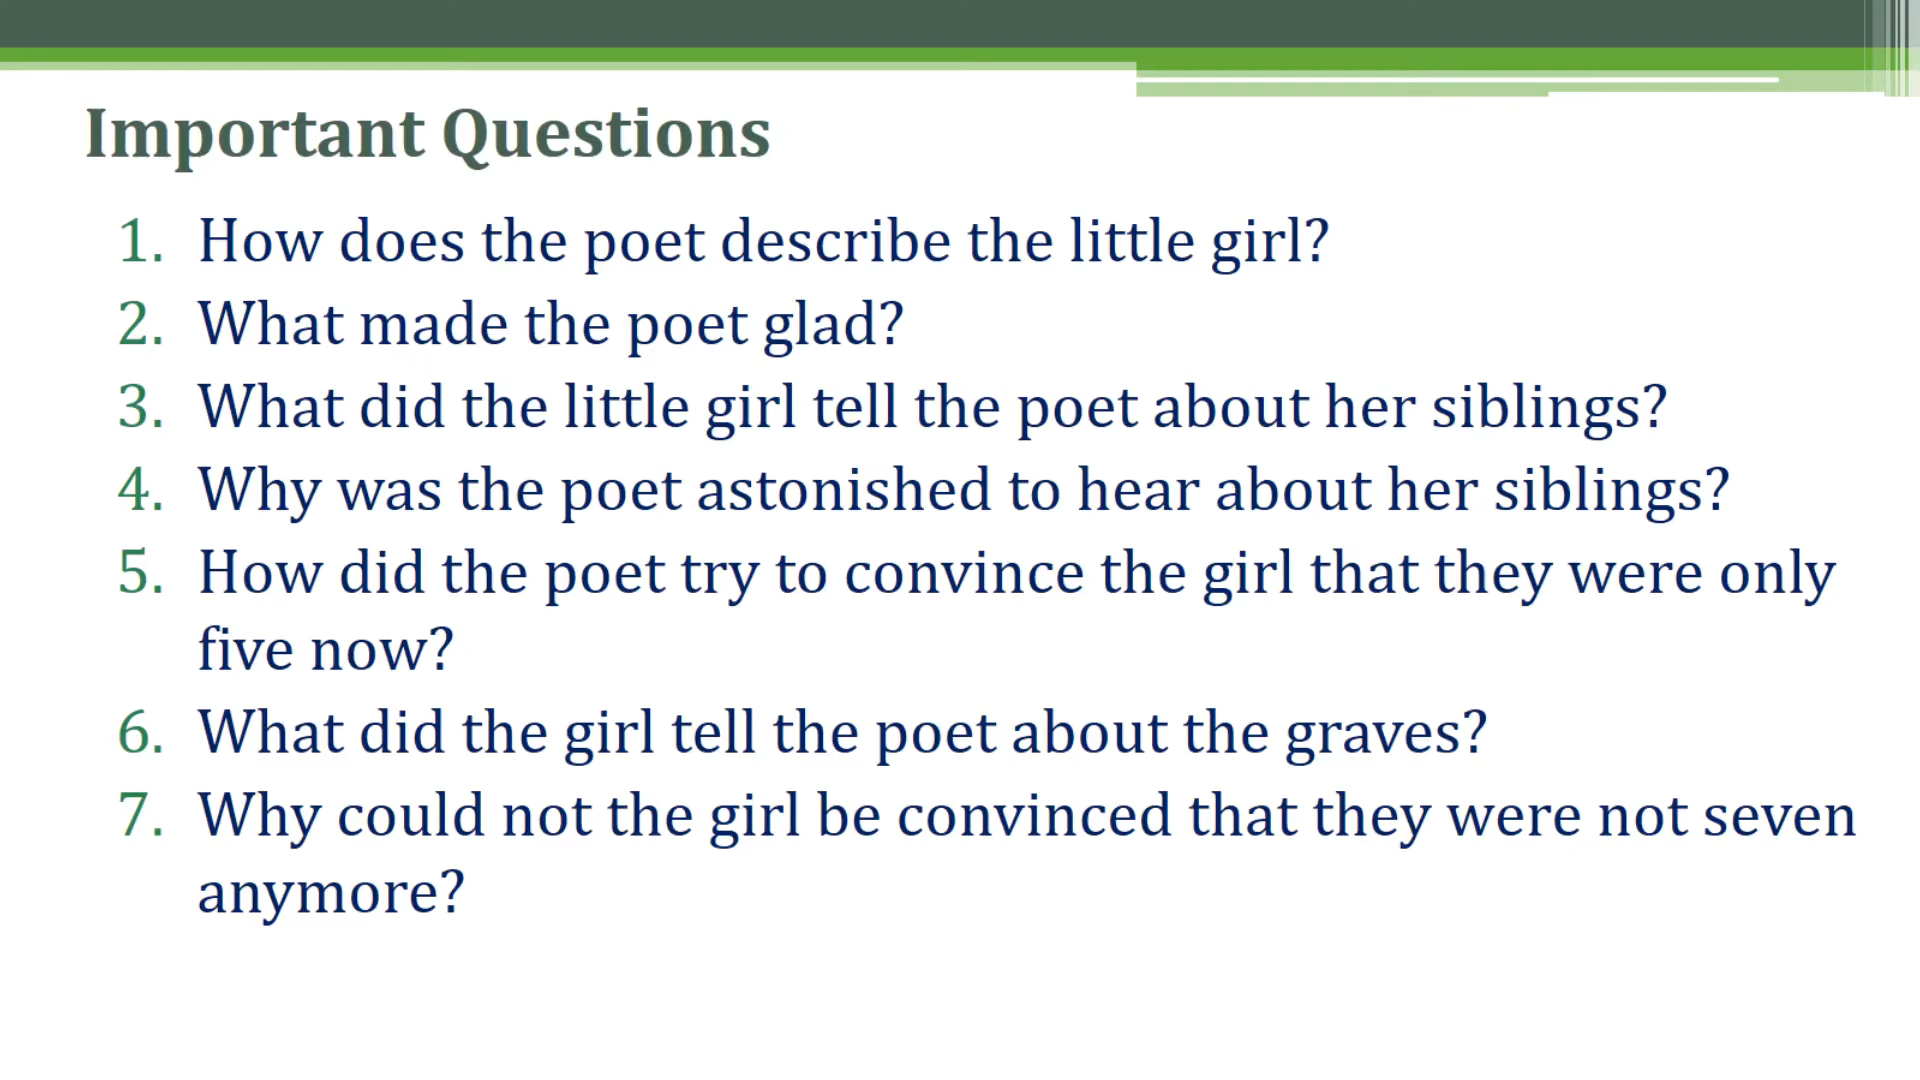 Important Questions
1. How does the poet describe the little girl?
2. What made the poet glad?
3. What did the little girl tell the poet about her siblings?
4. Why was the poet astonished to hear about her siblings?
5. How did the poet try to convince the girl that they were only
five now?
6. What did the girl tell the poet about the graves?
7. Why could not the girl be convinced that they were not seven
anymore?